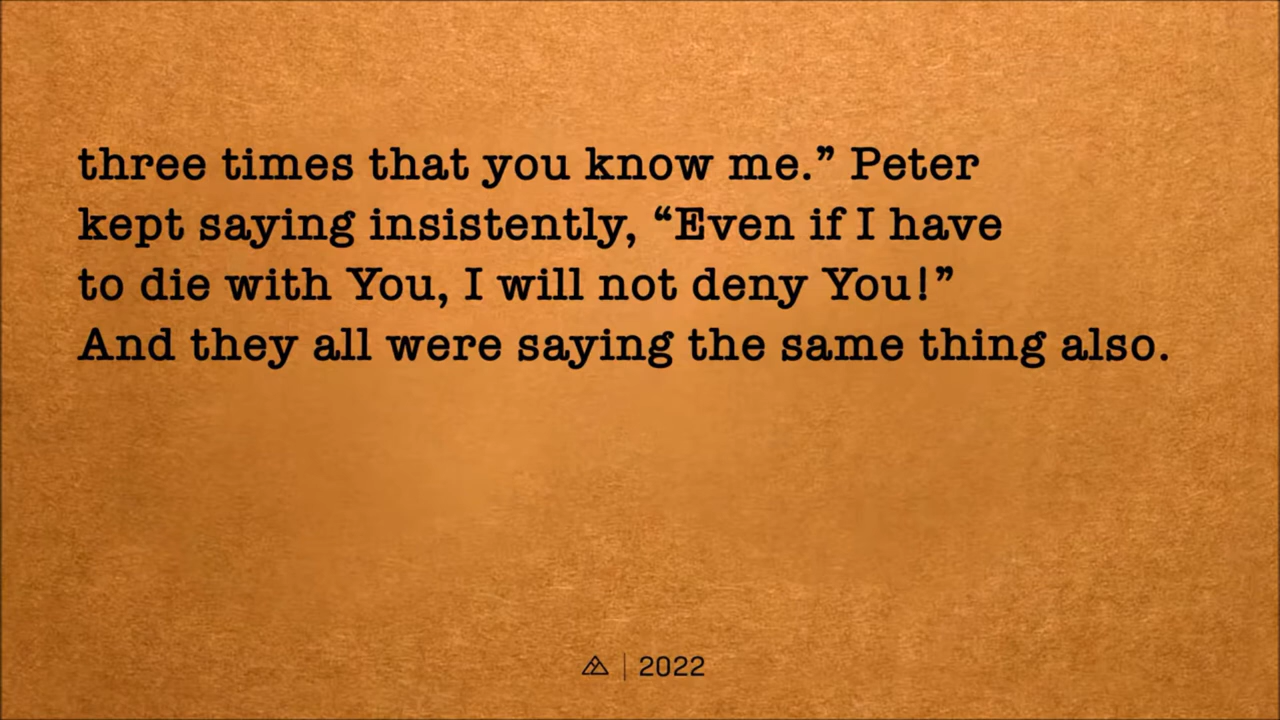 three times that you know me.” Peter
kept saying insistently, “Even if I have
to die with You, I will not deny You!”
And they all were saying the same thing also.
2022